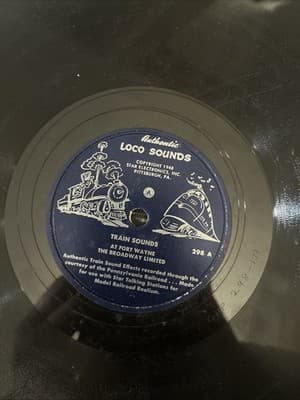 Authentic
LOCO SOUNDS
COPYRIGHT 1948
STAR ELECTRONICS, INC.
PITTSBURGH, PA.
A
TRAIN SOUNDS
AT FORT WAYNE
THE BROADWAY LIMITED
298 A
Authentic Train Sound Effects recorded through the
courtesy of the Pennsylvania Railroad . . . Made
for use with Star Talking Stations for
Model Railroad Realism.